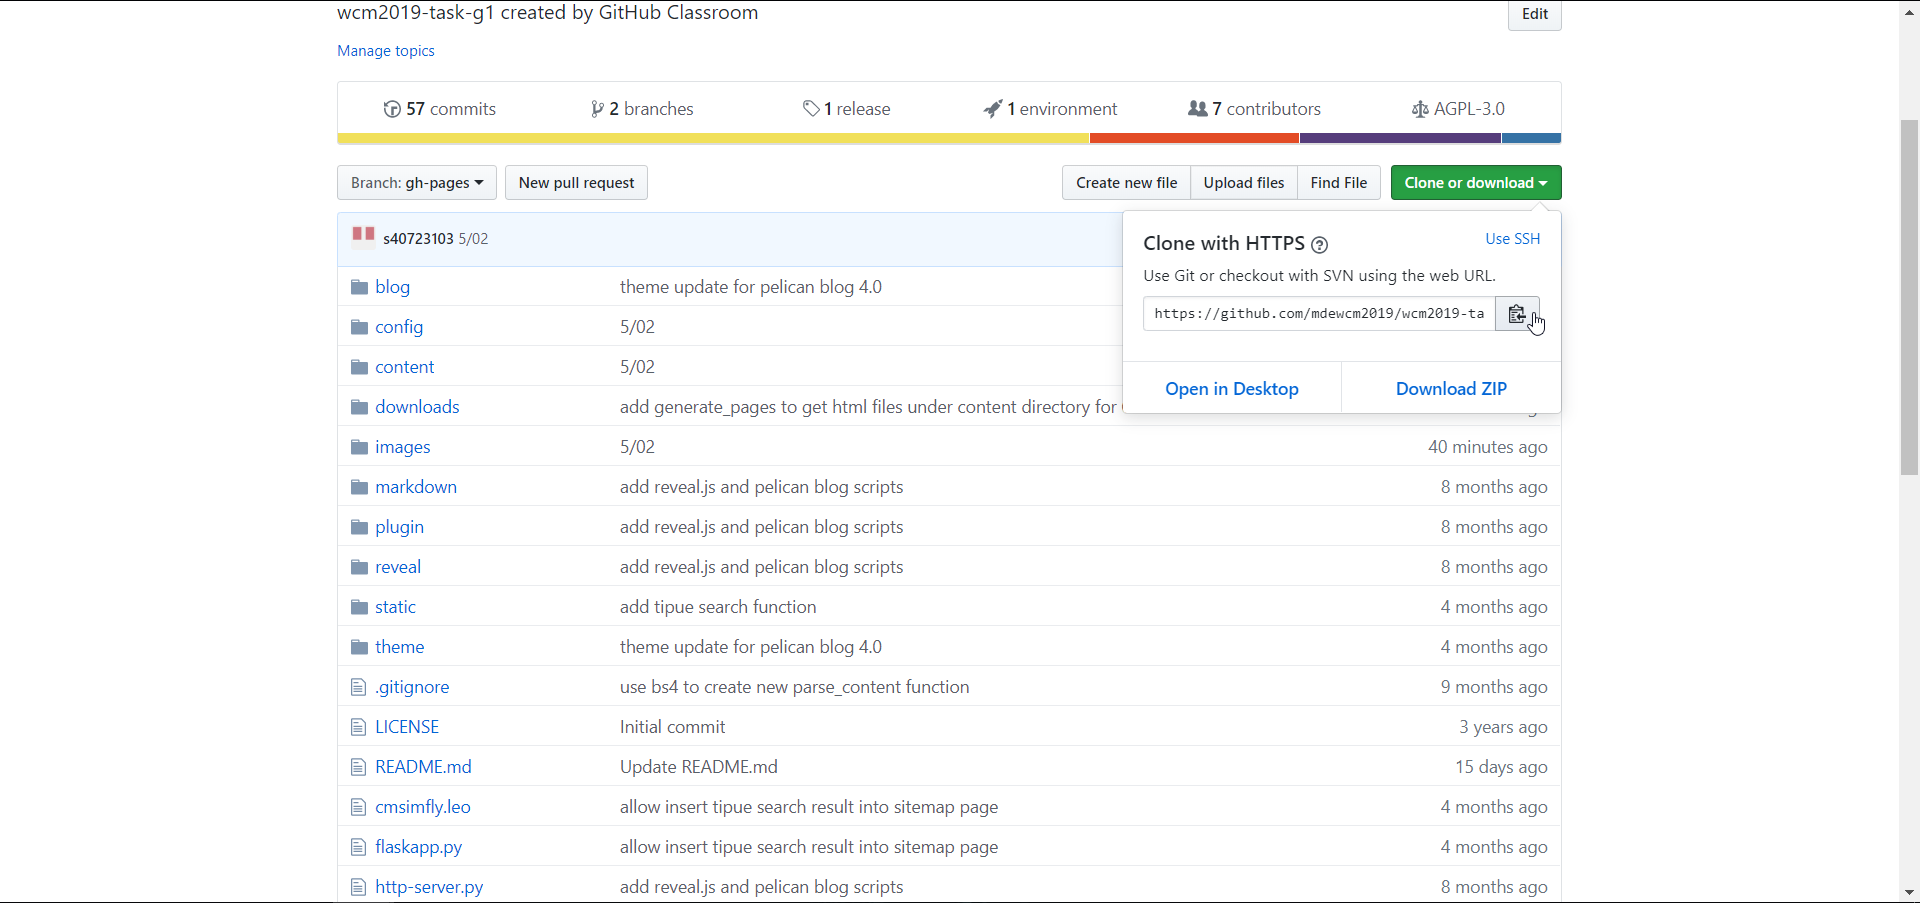 wcm2019-task-g1 created by GitHub Classroom
Edit
Manage topics
57 commits
2 branches
1 release
1 environment
7 contributors
AGPL-3.0
Branch: gh-pages
New pull request
Create new file
Upload files
Find File
Clone or download
s40723103 5/02
Clone with HTTPS
Use SSH
Use Git or checkout with SVN using the web URL.
https://github.com/mdewcm2019/wcm2019-ta
Open in Desktop
Download ZIP
blog theme update for pelican blog 4.0
config 5/02
content 5/02
downloads add generate_pages to get html files under content directory for
images 5/02 40 minutes ago
markdown add reveal.js and pelican blog scripts 8 months ago
plugin add reveal.js and pelican blog scripts 8 months ago
reveal add reveal.js and pelican blog scripts 8 months ago
static add tipue search function 4 months ago
theme theme update for pelican blog 4.0 4 months ago
.gitignore use bs4 to create new parse_content function 9 months ago
LICENSE Initial commit 3 years ago
README.md Update README.md 15 days ago
cmsimfly.leo allow insert tipue search result into sitemap page 4 months ago
flaskapp.py allow insert tipue search result into sitemap page 4 months ago
http-server.py add reveal.js and pelican blog scripts 8 months ago